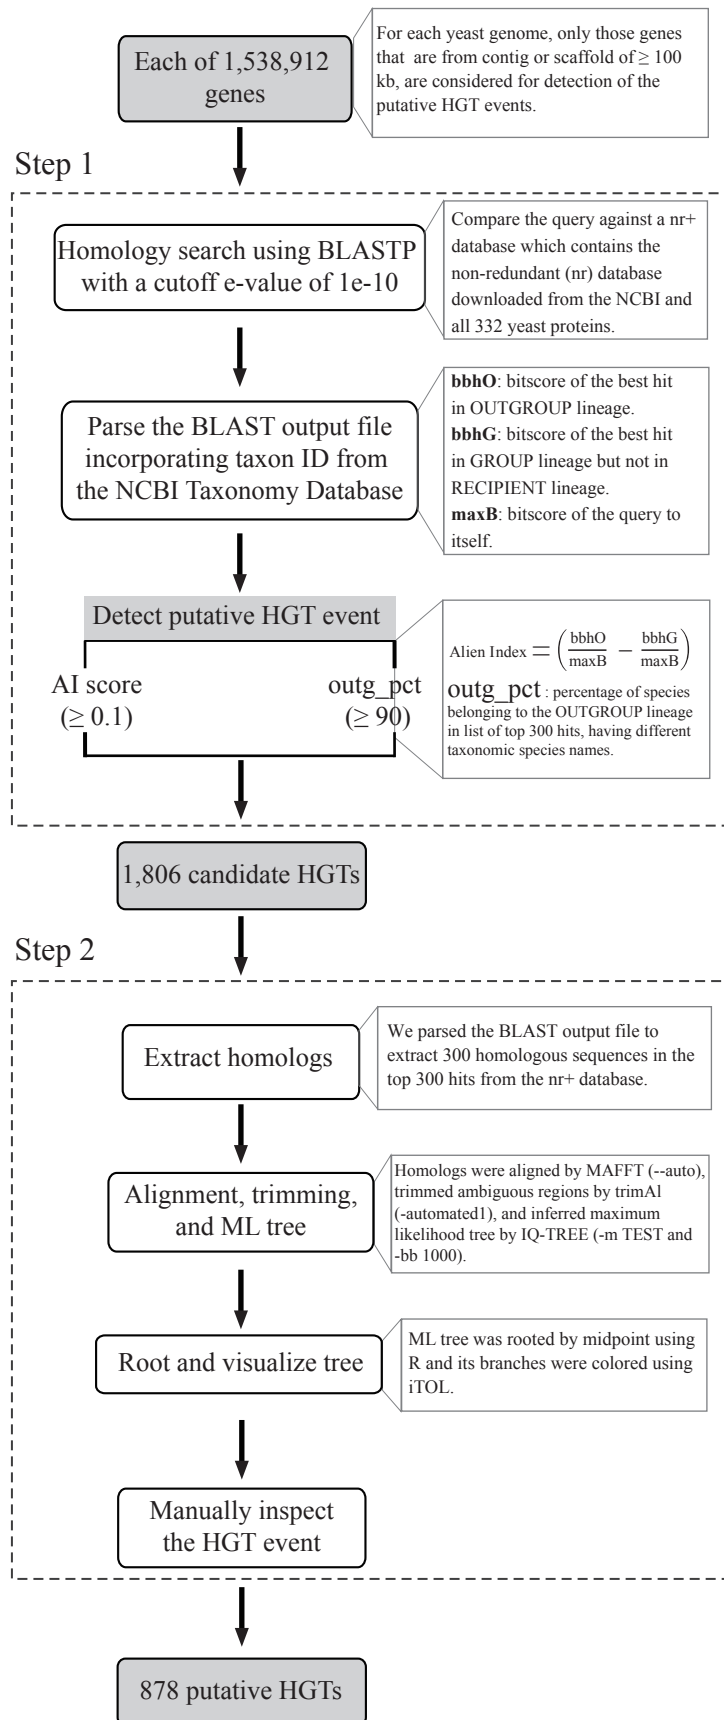 Each of 1,538,912
genes
For each yeast genome, only those genes
that are from contig or scaffold of ≥ 100
kb, are considered for detection of the
putative HGT events.
Step 1
Homology search using BLASTP
with a cutoff e-value of 1e-10
Compare the query against a nr+
database which contains the
non-redundant (nr) database
downloaded from the NCBI and
all 332 yeast proteins.
Parse the BLAST output file
incorporating taxon ID from
the NCBI Taxonomy Database
bbhO: bitscore of the best hit
in OUTGROUP lineage.
bbhG: bitscore of the best hit
in GROUP lineage but not in
RECIPIENT lineage.
maxB: bitscore of the query to
itself.
Detect putative HGT event
AI score
(≥ 0.1)
outg_pct
(≥ 90)
Alien Index = (bbhO/maxB − bbhG/maxB)
outg_pct : percentage of species
belonging to the OUTGROUP lineage
in list of top 300 hits, having different
taxonomic species names.
1,806 candidate HGTs
Step 2
Extract homologs
We parsed the BLAST output file to
extract 300 homologous sequences in the
top 300 hits from the nr+ database.
Alignment, trimming,
and ML tree
Homologs were aligned by MAFFT (--auto),
trimmed ambiguous regions by trimAl
(-automated1), and inferred maximum
likelihood tree by IQ-TREE (-m TEST and
-bb 1000).
Root and visualize tree
ML tree was rooted by midpoint using
R and its branches were colored using
iTOL.
Manually inspect
the HGT event
878 putative HGTs